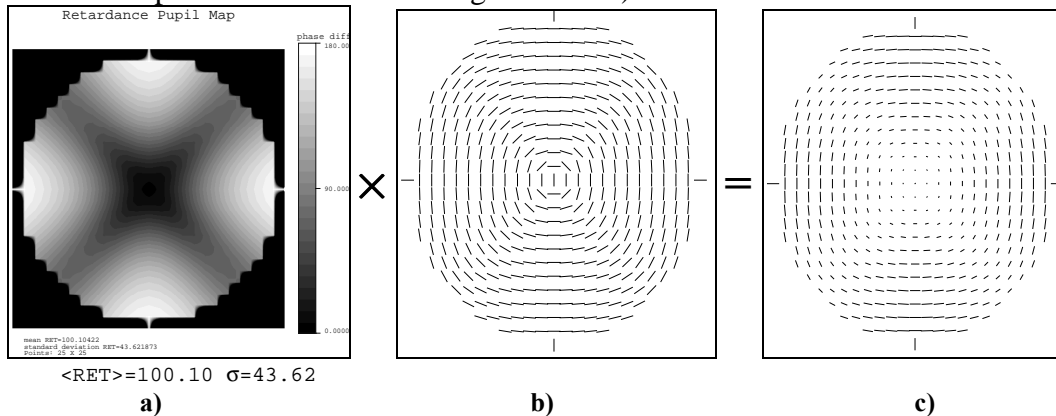 Retardance Pupil Map
phase diff
180.00
90.000
0.0000
mean RET=100.10422
standard deviation RET=43.621873
Points: 25 X 25
<RET>=100.10 σ=43.62
× =
a) b) c)